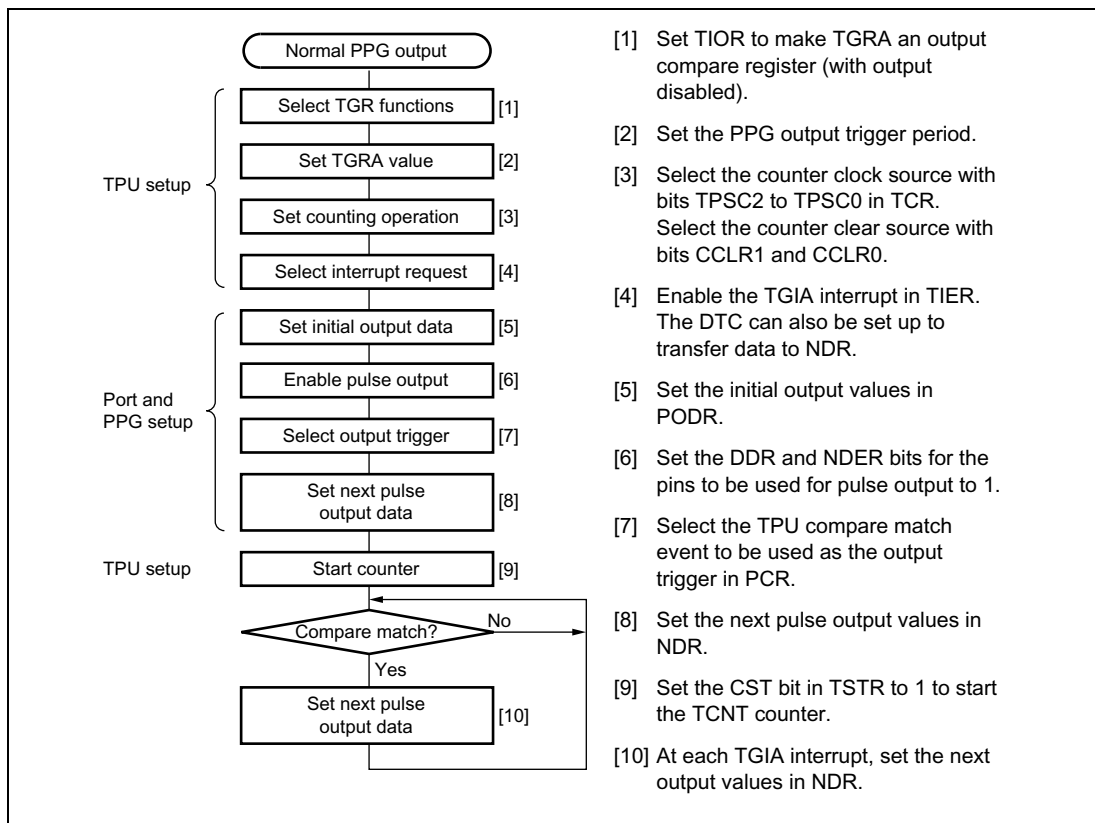 Normal PPG output
Select TGR functions [1]
Set TGRA value [2]
TPU setup
Set counting operation [3]
Select interrupt request [4]
Set initial output data [5]
Enable pulse output [6]
Port and
PPG setup
Select output trigger [7]
Set next pulse
output data [8]
TPU setup
Start counter [9]
Compare match?
No
Yes
Set next pulse
output data [10]
[1] Set TIOR to make TGRA an output
compare register (with output
disabled).
[2] Set the PPG output trigger period.
[3] Select the counter clock source with
bits TPSC2 to TPSC0 in TCR.
Select the counter clear source with
bits CCLR1 and CCLR0.
[4] Enable the TGIA interrupt in TIER.
The DTC can also be set up to
transfer data to NDR.
[5] Set the initial output values in
PODR.
[6] Set the DDR and NDER bits for the
pins to be used for pulse output to 1.
[7] Select the TPU compare match
event to be used as the output
trigger in PCR.
[8] Set the next pulse output values in
NDR.
[9] Set the CST bit in TSTR to 1 to start
the TCNT counter.
[10] At each TGIA interrupt, set the next
output values in NDR.